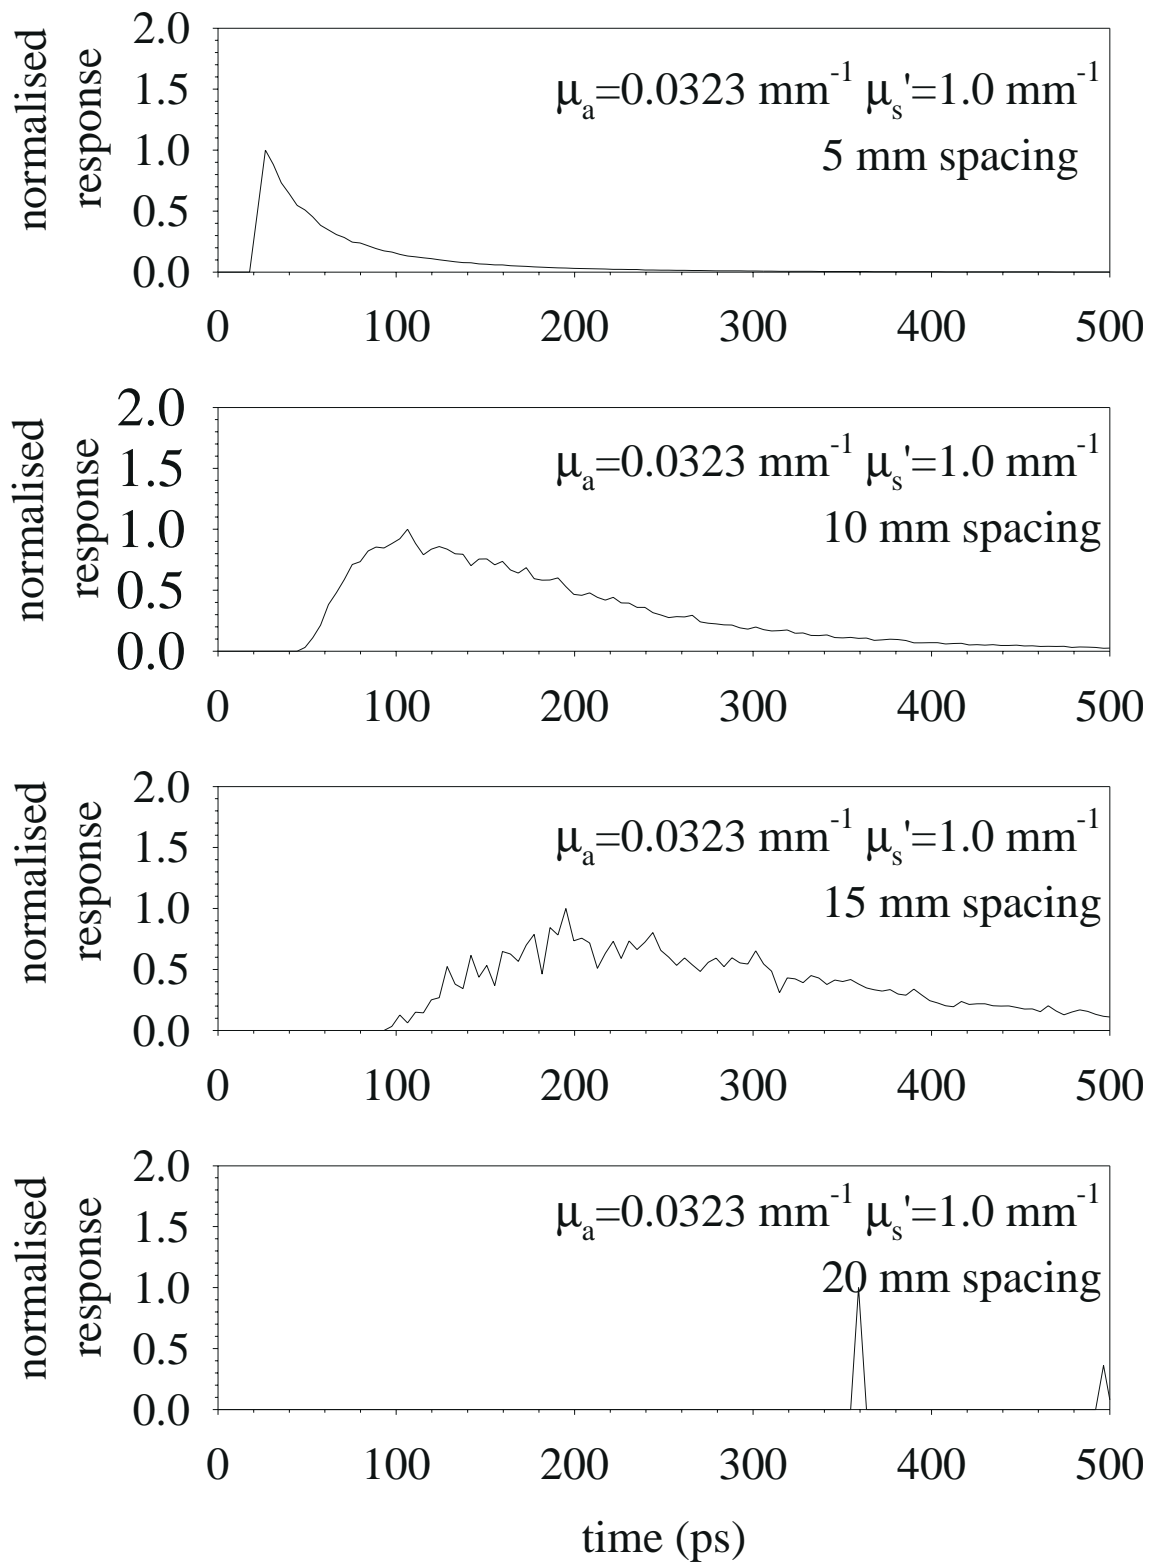 normalised
response
2.0
1.5
1.0
0.5
0.0
μa=0.0323 mm-1 μs'=1.0 mm-1
5 mm spacing
0 100 200 300 400 500
normalised
response
2.0
1.5
1.0
0.5
0.0
μa=0.0323 mm-1 μs'=1.0 mm-1
10 mm spacing
0 100 200 300 400 500
normalised
response
2.0
1.5
1.0
0.5
0.0
μa=0.0323 mm-1 μs'=1.0 mm-1
15 mm spacing
0 100 200 300 400 500
normalised
response
2.0
1.5
1.0
0.5
0.0
μa=0.0323 mm-1 μs'=1.0 mm-1
20 mm spacing
0 100 200 300 400 500
time (ps)